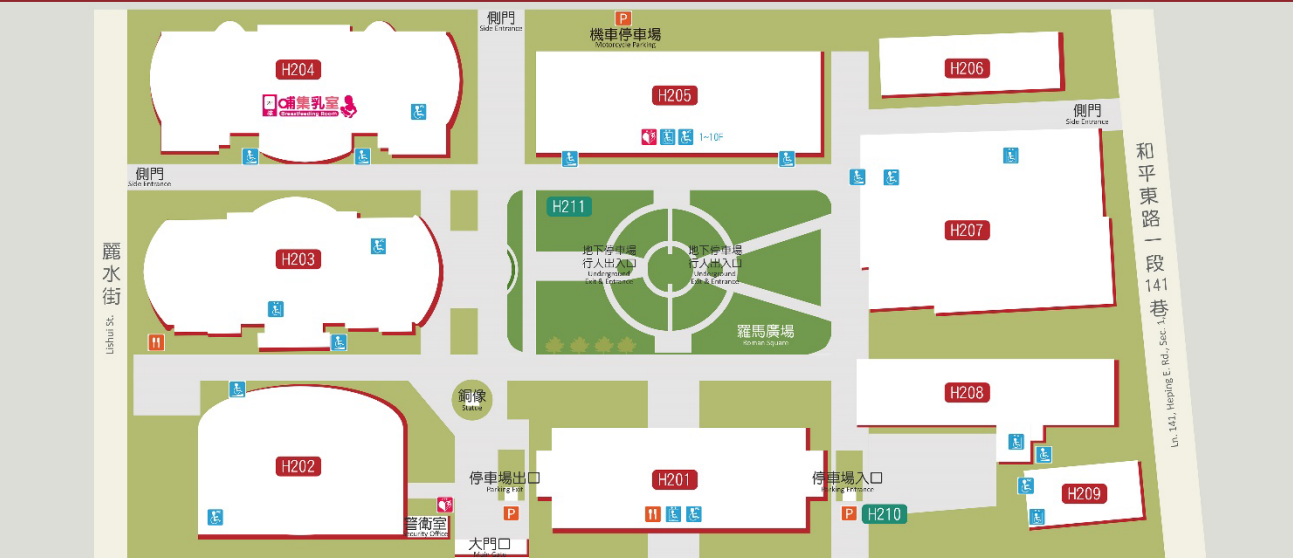 側門
Side Entrance
P
機車停車場
Motorcycle Parking
H204
哺集乳室
Breastfeeding Room
H205
1~10F
H206
側門
Side Entrance
側門
Side Entrance
H211
地下停車場
行人出入口
Underground
Exit & Entrance
地下停車場
行人出入口
Underground
Exit & Entrance
H203
H207
羅馬廣場
Roman Square
麗水街
Lishui St.
和平東路一段141巷
Ln. 141, Heping E. Rd., Sec. 1,
銅像
Statue
H208
H202
停車場出口
Parking Exit
P
H201
停車場入口
Parking Entrance
P
H210
H209
警衛室
Security Office
大門口
Main Gate